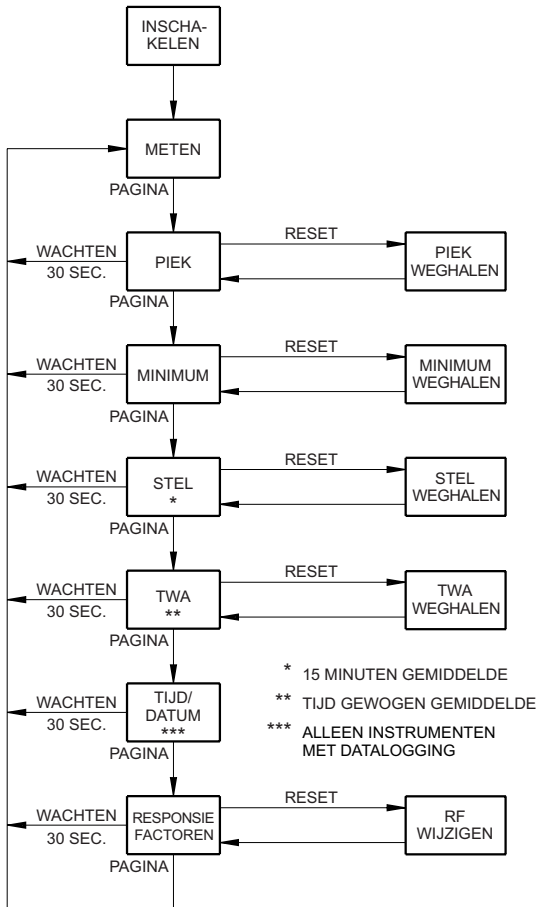 INSCHA-
KELEN
METEN
PAGINA
WACHTEN
30 SEC.
PIEK
RESET
PIEK
WEGHALEN
PAGINA
WACHTEN
30 SEC.
MINIMUM
RESET
MINIMUM
WEGHALEN
PAGINA
WACHTEN
30 SEC.
STEL
*
RESET
STEL
WEGHALEN
PAGINA
WACHTEN
30 SEC.
TWA
**
RESET
TWA
WEGHALEN
PAGINA
* 15 MINUTEN GEMIDDELDE
** TIJD GEWOGEN GEMIDDELDE
*** ALLEEN INSTRUMENTEN
MET DATALOGGING
WACHTEN
30 SEC.
TIJD/
DATUM
***
PAGINA
WACHTEN
30 SEC.
RESPONSIE
FACTOREN
RESET
RF
WIJZIGEN
PAGINA